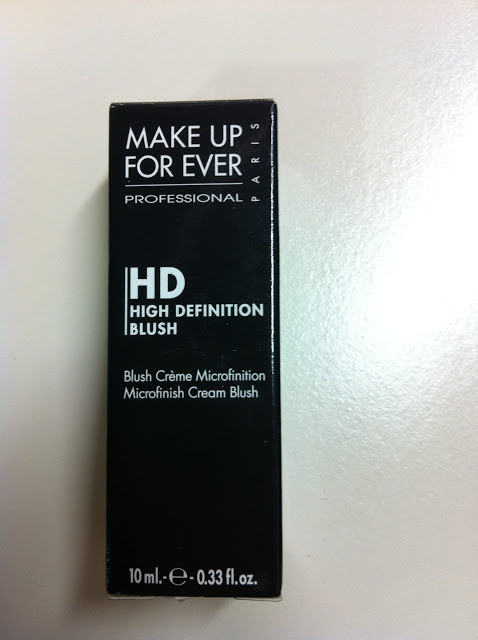 MAKE UP
FOR EVER
PARIS
PROFESSIONAL
HD
HIGH DEFINITION
BLUSH
Blush Crème Microfinition
Microfinish Cream Blush
10 ml.-e-0.33 fl.oz.